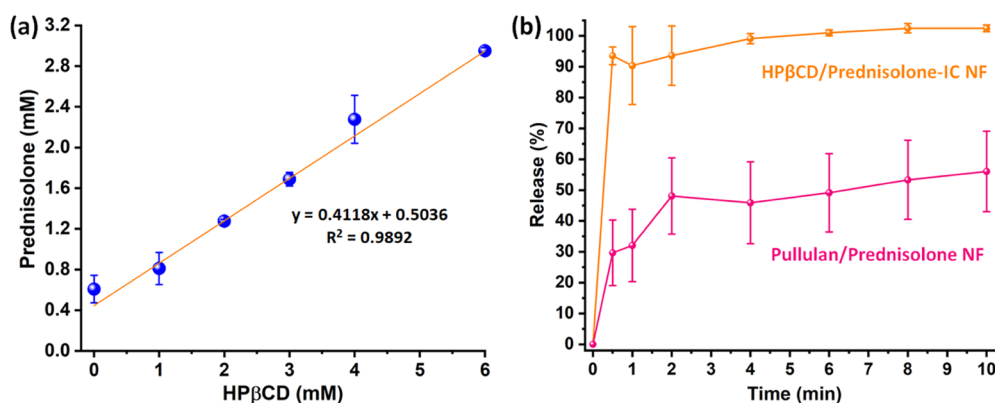 (a)
3.2
2.8
2.4
2.0
1.6
1.2
0.8
0.4
0.0
Prednisolone (mM)
y = 0.4118x + 0.5036
R² = 0.9892
0 1 2 3 4 6
HPβCD (mM)
(b)
100
90
80
70
60
50
40
30
20
10
0
Release (%)
HPβCD/Prednisolone-IC NF
Pullulan/Prednisolone NF
0 1 2 3 4 5 6 7 8 9 10
Time (min)